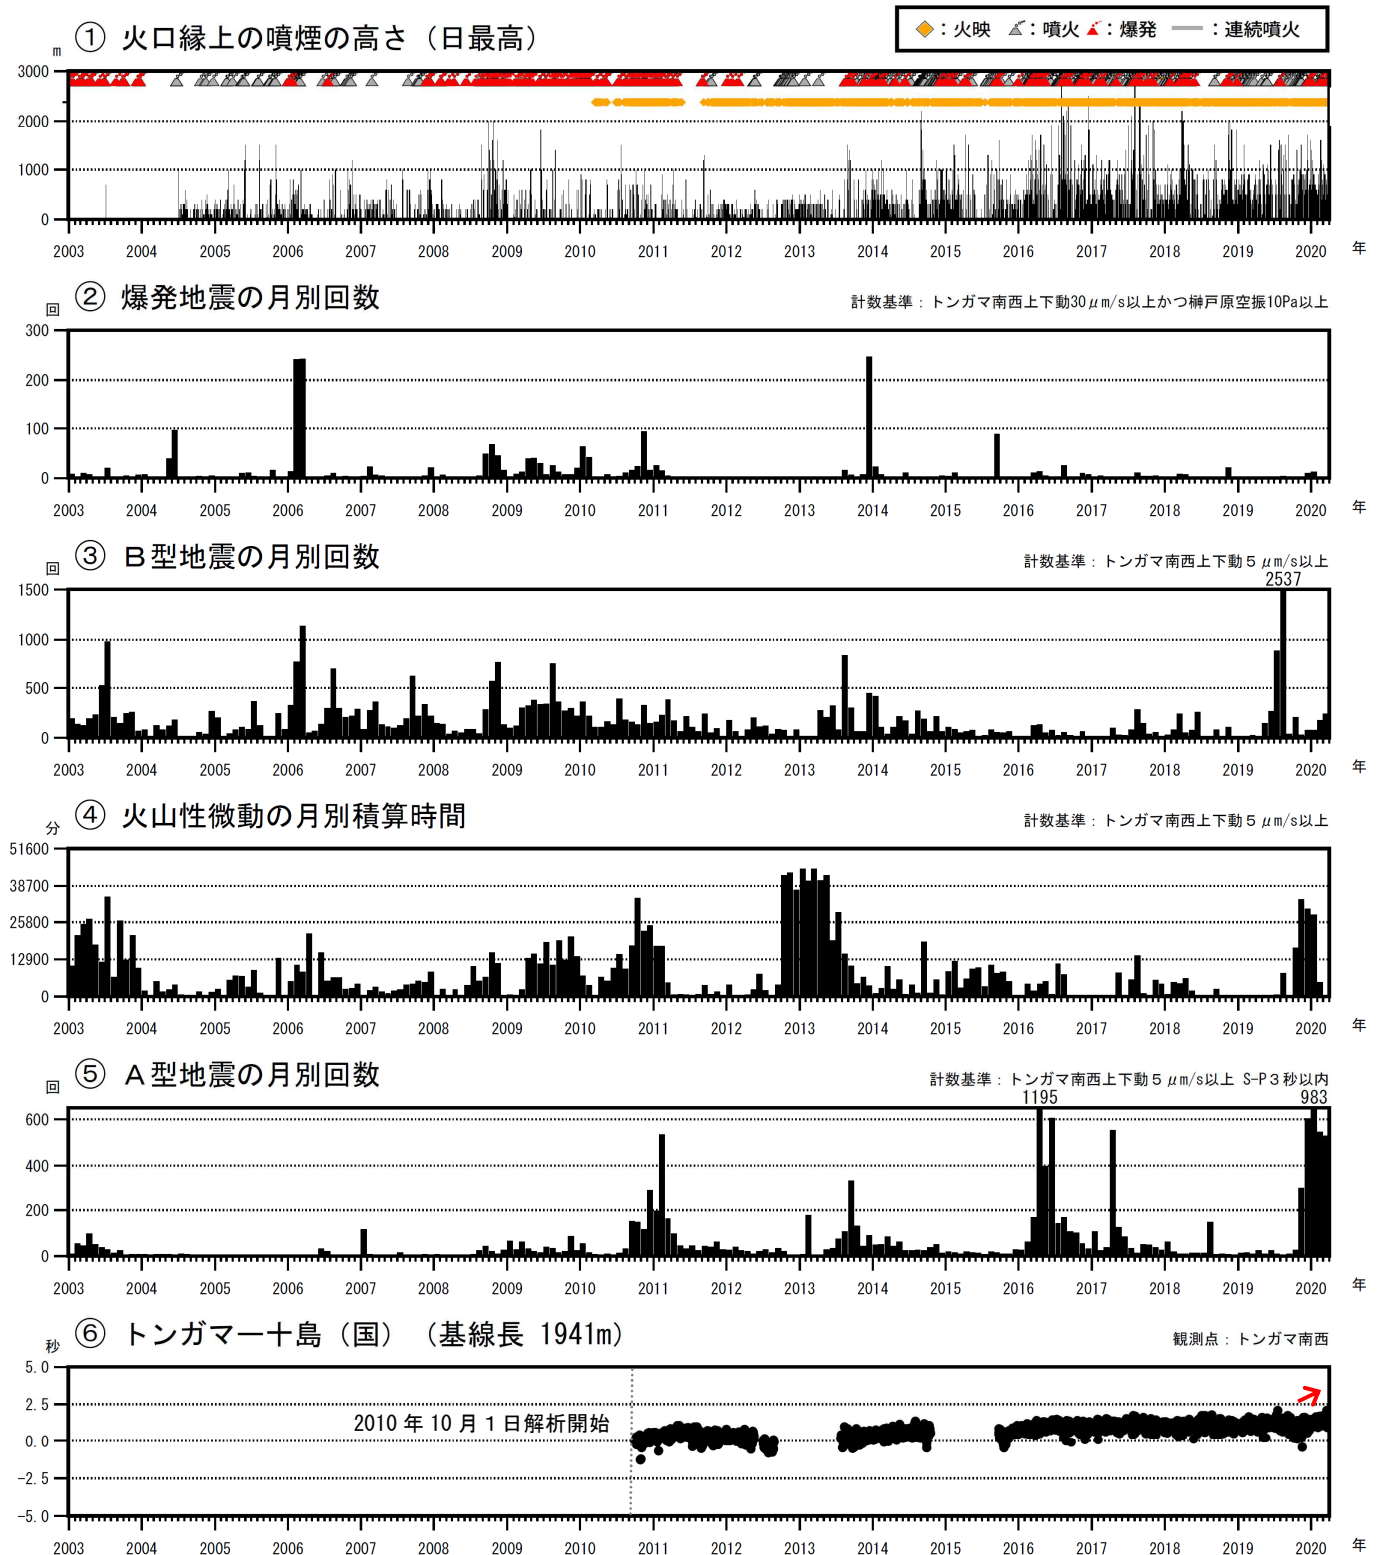 ① 火口縁上の噴煙の高さ（日最高）
：火映 ：噴火 ：爆発 ：連続噴火
m
3000
2000
1000
0
2003 2004 2005 2006 2007 2008 2009 2010 2011 2012 2013 2014 2015 2016 2017 2018 2019 2020 年
② 爆発地震の月別回数
計数基準：トンガマ南西上下動30μm/s以上かつ榊戸原空振10Pa以上
回
300
200
100
0
2003 2004 2005 2006 2007 2008 2009 2010 2011 2012 2013 2014 2015 2016 2017 2018 2019 2020 年
③ Ｂ型地震の月別回数
計数基準：トンガマ南西上下動５μm/s以上
回
2537
1500
1000
500
0
2003 2004 2005 2006 2007 2008 2009 2010 2011 2012 2013 2014 2015 2016 2017 2018 2019 2020 年
④ 火山性微動の月別積算時間
計数基準：トンガマ南西上下動５μm/s以上
分
51600
38700
25800
12900
0
2003 2004 2005 2006 2007 2008 2009 2010 2011 2012 2013 2014 2015 2016 2017 2018 2019 2020 年
⑤ Ａ型地震の月別回数
計数基準：トンガマ南西上下動５μm/s以上 S-P３秒以内
回
1195 983
600
400
200
0
2003 2004 2005 2006 2007 2008 2009 2010 2011 2012 2013 2014 2015 2016 2017 2018 2019 2020 年
⑥ トンガマー十島（国）（基線長 1941m）
観測点：トンガマ南西
秒
5.0
2.5
2010 年 10 月 １日解析開始
0.0
-2.5
-5.0
2003 2004 2005 2006 2007 2008 2009 2010 2011 2012 2013 2014 2015 2016 2017 2018 2019 2020 年